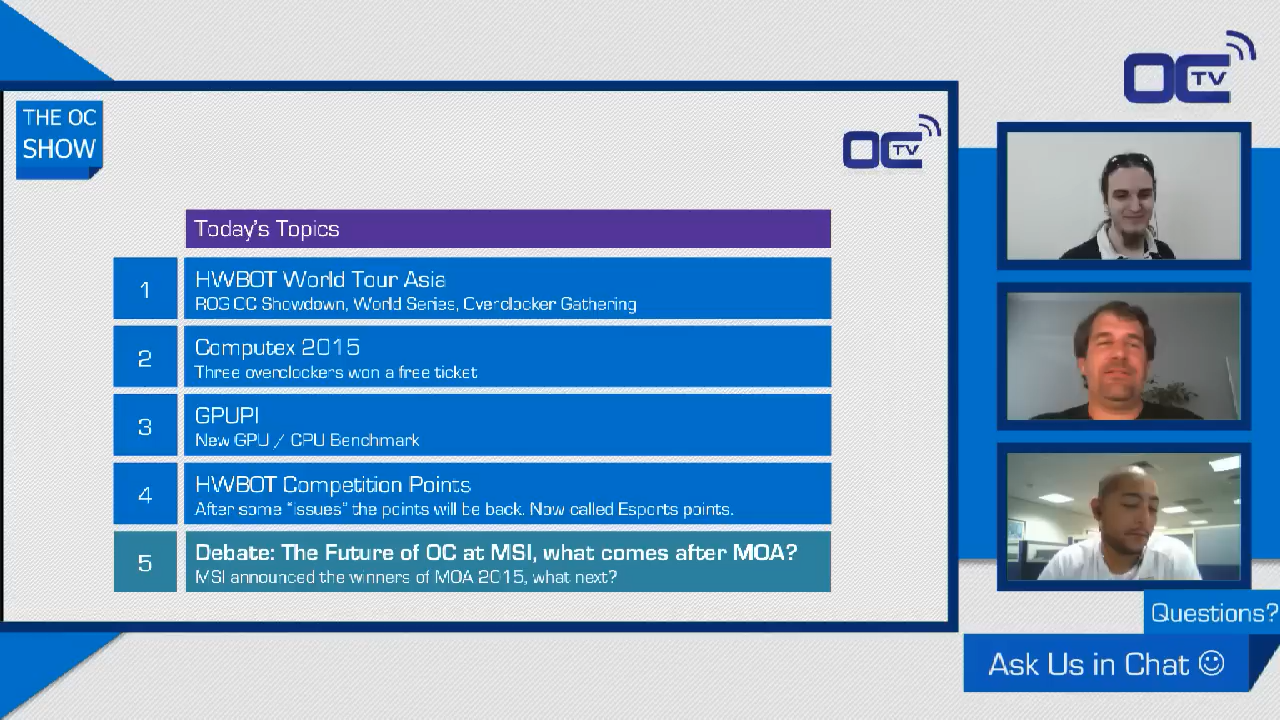 OC TV
THE OC
SHOW
OC TV
Today's Topics
1
HWBOT World Tour Asia
ROG OC Showdown, World Series, Overclocker Gathering
2
Computex 2015
Three overclockers won a free ticket
3
GPUPI
New GPU / CPU Benchmark
4
HWBOT Competition Points
After some "issues" the points will be back. Now called Esports points.
5
Debate: The Future of OC at MSI, what comes after MOA?
MSI announced the winners of MOA 2015, what next?
Questions?
Ask Us in Chat ☺